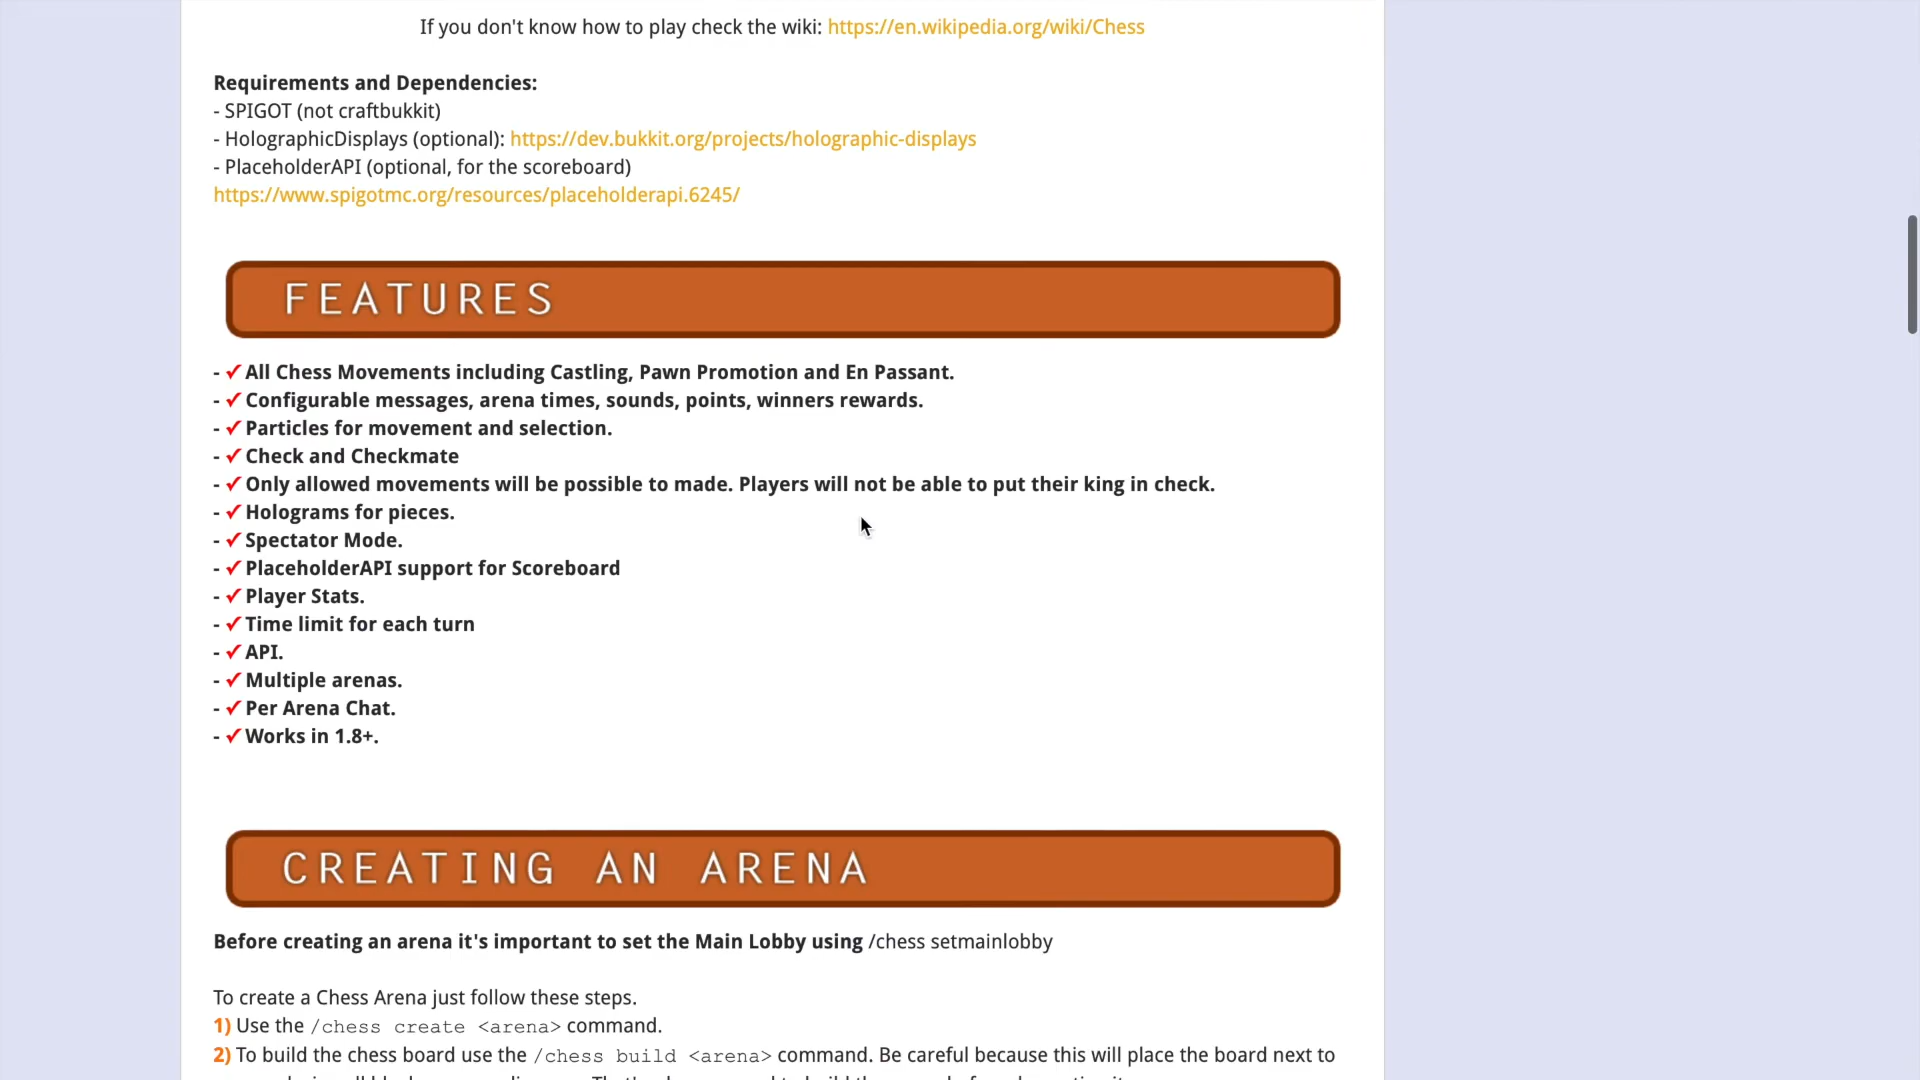 If you don't know how to play check the wiki: https://en.wikipedia.org/wiki/Chess
Requirements and Dependencies:
- SPIGOT (not craftbukkit)
- HolographicDisplays (optional): https://dev.bukkit.org/projects/holographic-displays
- PlaceholderAPI (optional, for the scoreboard)
https://www.spigotmc.org/resources/placeholderapi.6245/
FEATURES
- ✓ All Chess Movements including Castling, Pawn Promotion and En Passant.
- ✓ Configurable messages, arena times, sounds, points, winners rewards.
- ✓ Particles for movement and selection.
- ✓ Check and Checkmate
- ✓ Only allowed movements will be possible to made. Players will not be able to put their king in check.
- ✓ Holograms for pieces.
- ✓ Spectator Mode.
- ✓ PlaceholderAPI support for Scoreboard
- ✓ Player Stats.
- ✓ Time limit for each turn
- ✓ API.
- ✓ Multiple arenas.
- ✓ Per Arena Chat.
- ✓ Works in 1.8+.
CREATING AN ARENA
Before creating an arena it's important to set the Main Lobby using /chess setmainlobby
To create a Chess Arena just follow these steps.
1) Use the /chess create <arena> command.
2) To build the chess board use the /chess build <arena> command. Be careful because this will place the board next to